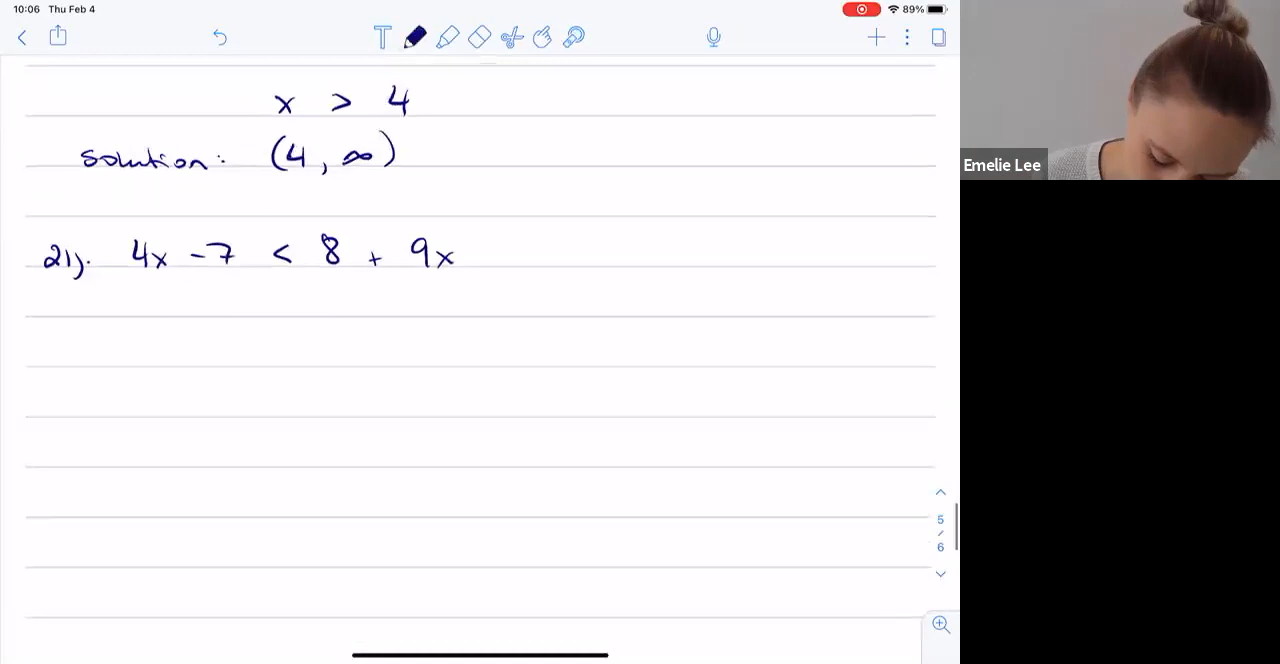 10:06 Thu Feb 4
89%
T
x > 4
solution: (4, ∞)
21). 4x - 7 < 8 + 9x
5
/
6
Emelie Lee